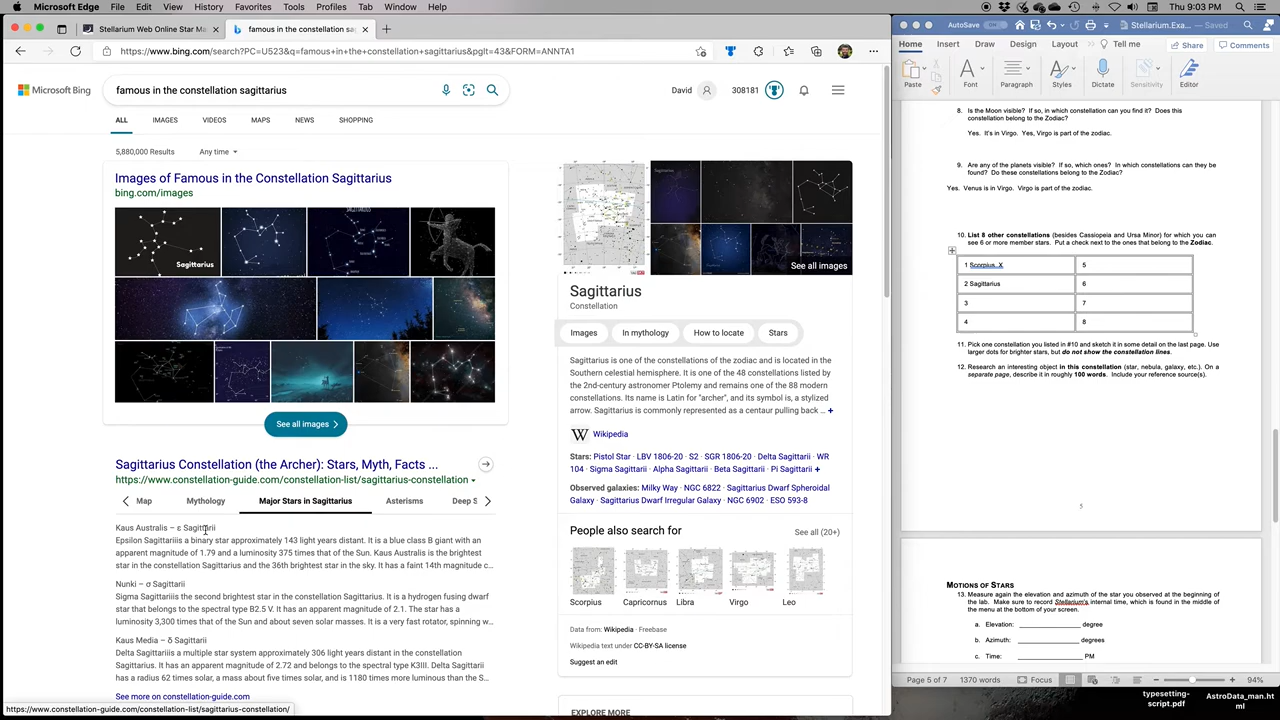 Microsoft Edge File Edit View History Favorites Tools Profiles Tab Window Help
Thu 9:03 PM
Stellarium Web Online Star Ma
famous in the constellation sag
https://www.bing.com/search?PC=U523&q=famous+in+the+constellation+sagittarius&pglt=43&FORM=ANNTA1
Microsoft Bing
famous in the constellation sagittarius
David
308181
ALL IMAGES VIDEOS MAPS NEWS SHOPPING
5,880,000 Results Any time
Images of Famous in the Constellation Sagittarius
bing.com/images
Sagittarius
See all images
Sagittarius Constellation (the Archer): Stars, Myth, Facts ...
https://www.constellation-guide.com/constellation-list/sagittarius-constellation
Map Mythology Major Stars in Sagittarius Asterisms Deep S
Kaus Australis – ε Sagittarii
Epsilon Sagittariiis a binary star approximately 143 light years distant. It is a blue class B giant with an
apparent magnitude of 1.79 and a luminosity 375 times that of the Sun. Kaus Australis is the brightest
star in the constellation Sagittarius and the 36th brightest star in the sky. It has a faint 14th magnitude c...
Nunki – σ Sagittarii
Sigma Sagittariiis the second brightest star in the constellation Sagittarius. It is a hydrogen fusing dwarf
star that belongs to the spectral type B2.5 V. It has an apparent magnitude of 2.1. The star has a
luminosity 3,300 times that of the Sun and about seven solar masses. It is a very fast rotator, spinning w...
Kaus Media – δ Sagittarii
Delta Sagittariiis a multiple star system approximately 306 light years distant in the constellation
Sagittarius. It has an apparent magnitude of 2.72 and belongs to the spectral type K3III. Delta Sagittarii
has a radius 62 times solar, a mass about five times solar, and is 1180 times more luminous than the S...
See more on constellation-guide.com
https://www.constellation-guide.com/constellation-list/sagittarius-constellation/
Sagittarius
See all images
Sagittarius
Constellation
Images In mythology How to locate Stars
Sagittarius is one of the constellations of the zodiac and is located in the
Southern celestial hemisphere. It is one of the 48 constellations listed by
the 2nd-century astronomer Ptolemy and remains one of the 88 modern
constellations. Its name is Latin for "archer", and its symbol is, a stylized
arrow. Sagittarius is commonly represented as a centaur pulling back ... +
W Wikipedia
Stars: Pistol Star · LBV 1806-20 · S2 · SGR 1806-20 · Delta Sagittarii · WR
104 · Sigma Sagittarii · Alpha Sagittarii · Beta Sagittarii · Pi Sagittarii +
Observed galaxies: Milky Way · NGC 6822 · Sagittarius Dwarf Spheroidal
Galaxy · Sagittarius Dwarf Irregular Galaxy · NGC 6902 · ESO 593-8
People also search for See all (20+)
Scorpius Capricornus Libra Virgo Leo
Data from: Wikipedia · Freebase
Wikipedia text under CC-BY-SA license
Suggest an edit
EXPLORE MORE
AutoSave Stellarium.Exa... — Saved
Home Insert Draw Design Layout Tell me Share Comments
Paste Font Paragraph Styles Dictate Sensitivity Editor
8. Is the Moon visible? If so, in which constellation can you find it? Does this
constellation belong to the Zodiac?
Yes. It's in Virgo. Yes, Virgo is part of the zodiac.
9. Are any of the planets visible? If so, which ones? In which constellations can they be
found? Do these constellations belong to the Zodiac?
Yes. Venus is in Virgo. Virgo is part of the zodiac.
10. List 8 other constellations (besides Cassiopeia and Ursa Minor) for which you can
see 6 or more member stars. Put a check next to the ones that belong to the Zodiac.
1 Scorpius X 5
2 Sagittarius 6
3 7
4 8
11. Pick one constellation you listed in #10 and sketch it in some detail on the last page. Use
larger dots for brighter stars, but do not show the constellation lines.
12. Research an interesting object in this constellation (star, nebula, galaxy, etc.). On a
separate page, describe it in roughly 100 words. Include your reference source(s).
5
MOTIONS OF STARS
13. Measure again the elevation and azimuth of the star you observed at the beginning of
the lab. Make sure to record Stellarium's internal time, which is found in the middle of
the menu at the bottom of your screen.
a. Elevation: ____________ degree
b. Azimuth: ____________ degrees
c. Time: ____________ PM
Page 5 of 7 1370 words Focus 94%
typesetting-script.pdf
AstroData_man.html